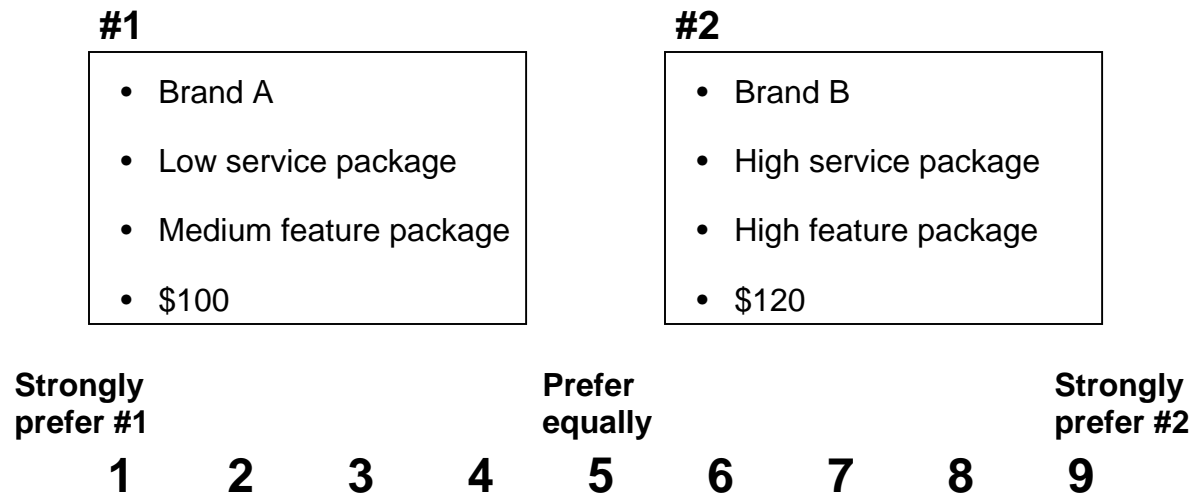 #1
• Brand A
• Low service package
• Medium feature package
• $100
#2
• Brand B
• High service package
• High feature package
• $120
Strongly
prefer #1
Prefer
equally
Strongly
prefer #2
1 2 3 4 5 6 7 8 9